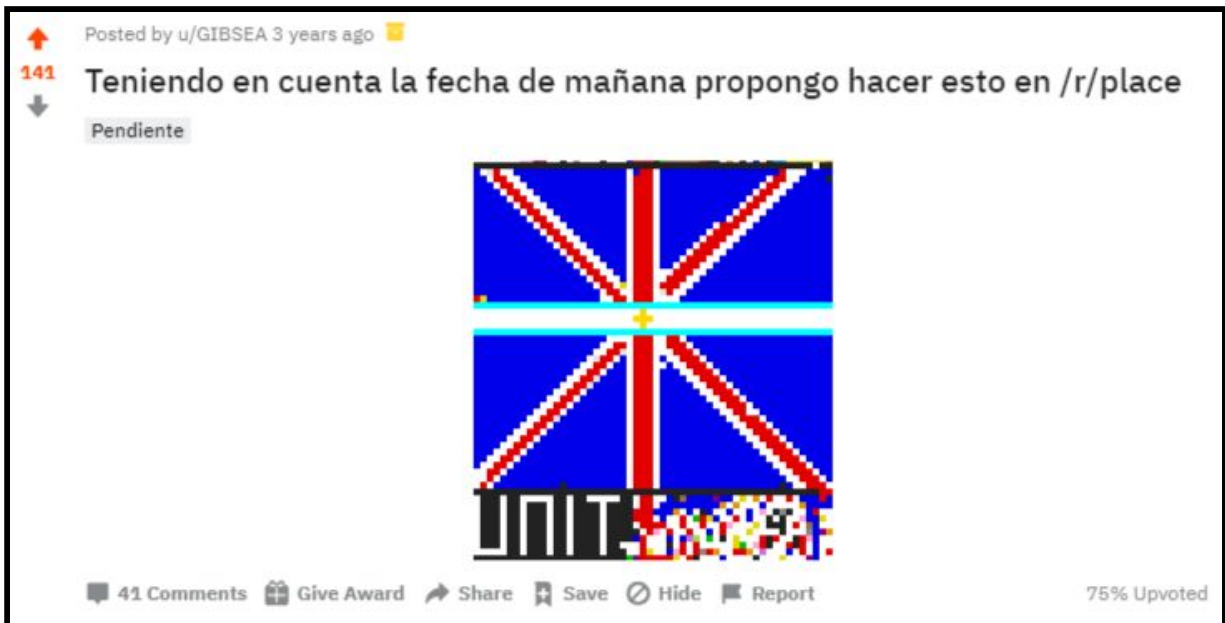 Posted by u/GIBSEA 3 years ago
141
Teniendo en cuenta la fecha de mañana propongo hacer esto en /r/place
Pendiente
UNIT
41 Comments Give Award Share Save Hide Report 75% Upvoted